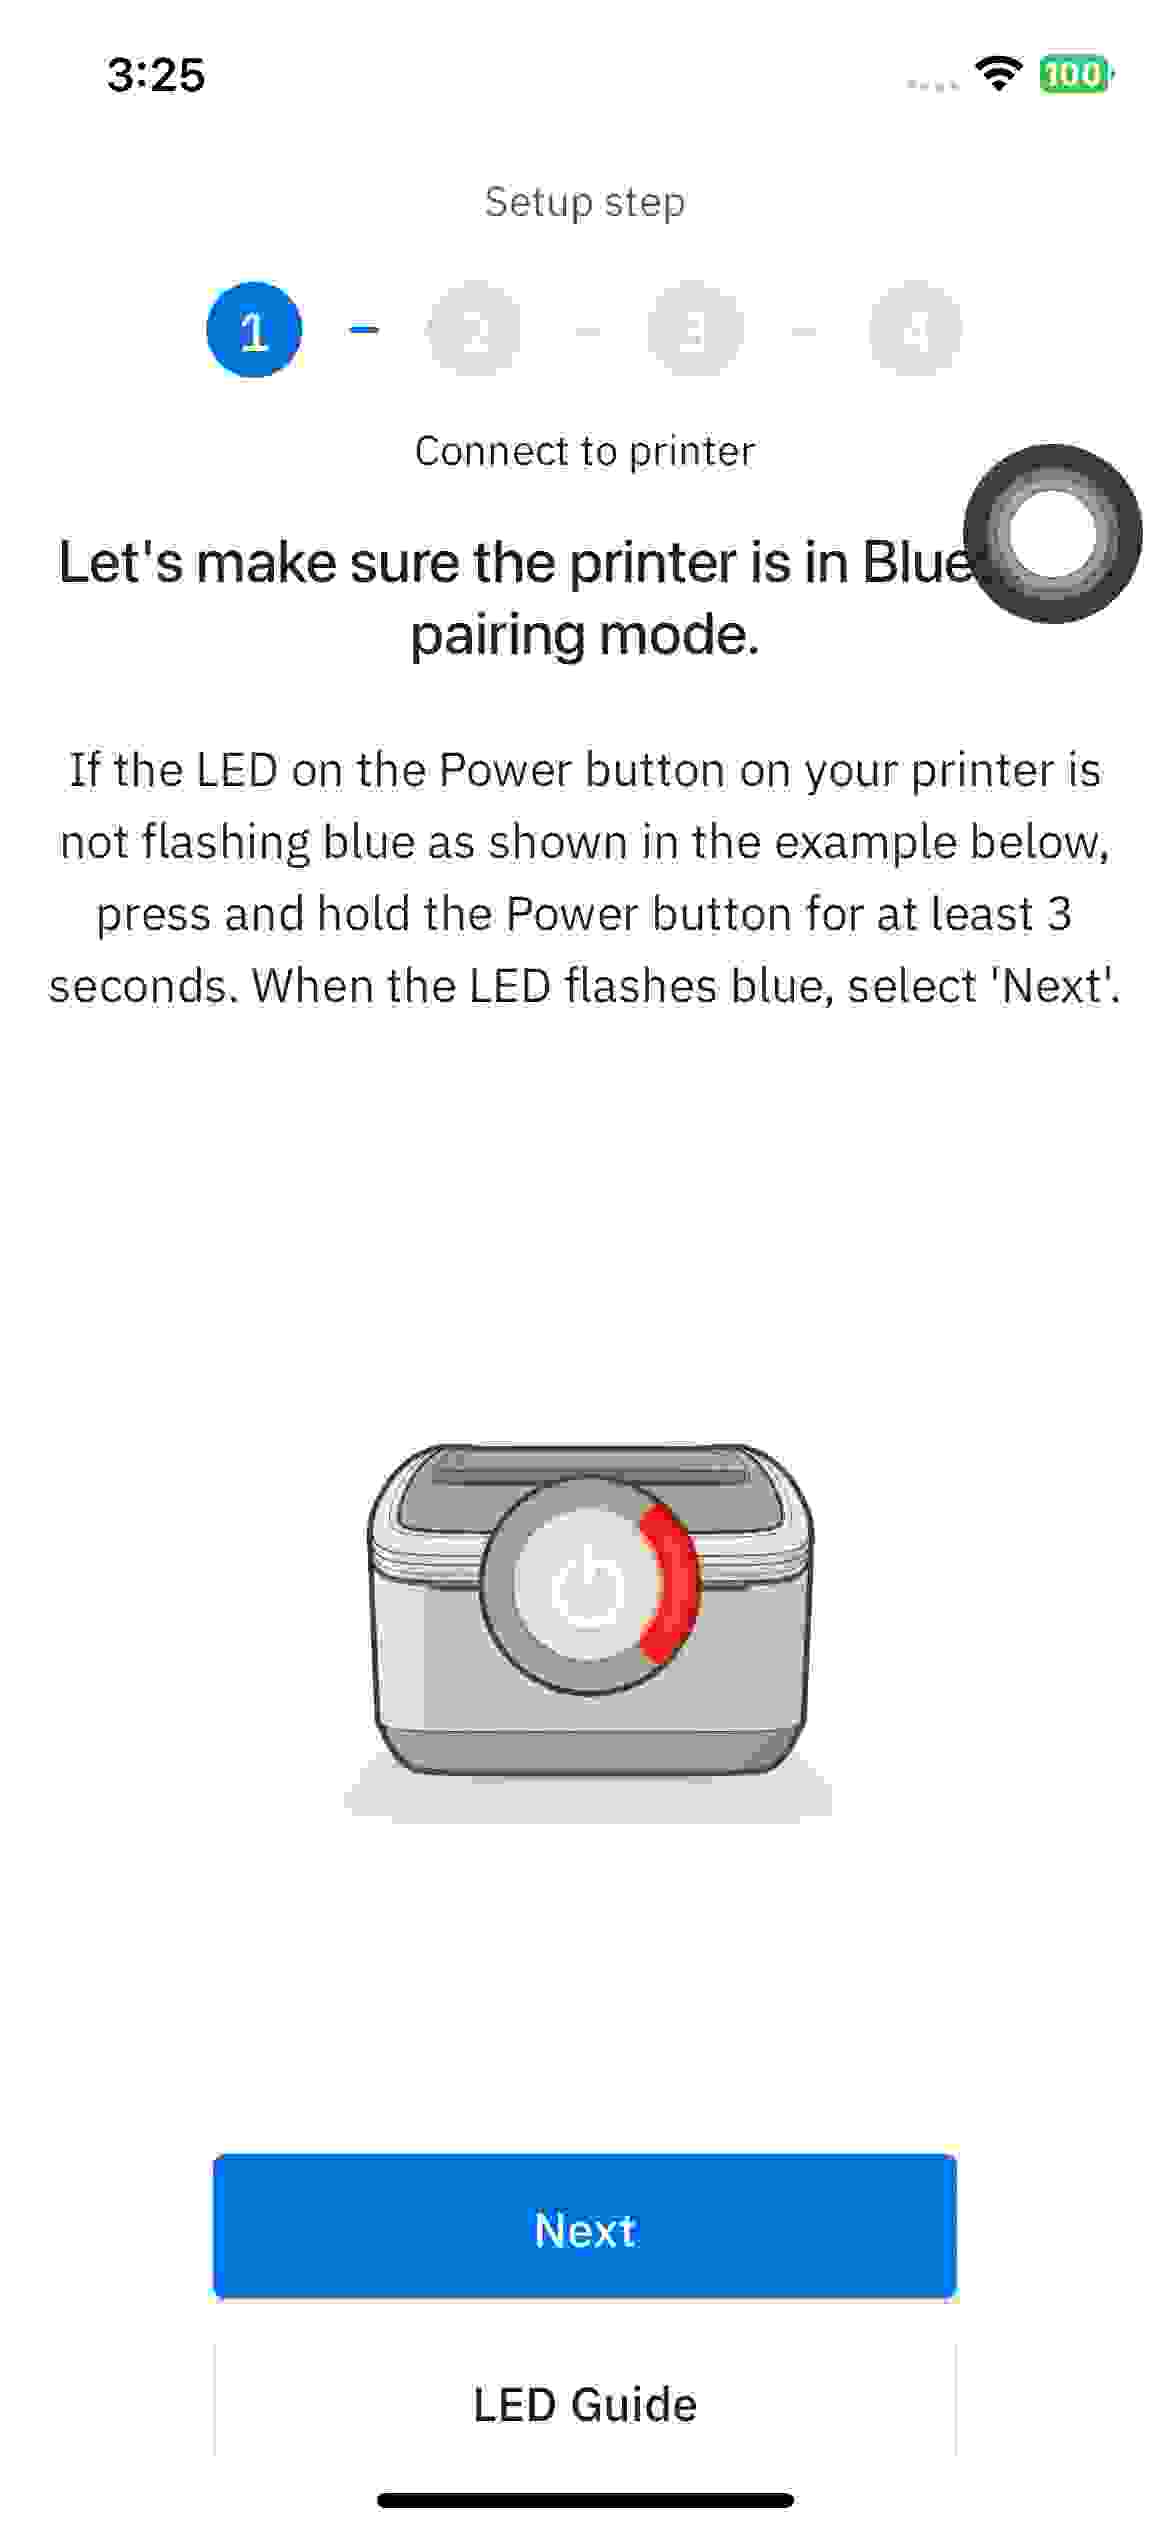 3:25
100
Setup step
1
2
3
4
Connect to printer
Let's make sure the printer is in Blue
pairing mode.
If the LED on the Power button on your printer is
not flashing blue as shown in the example below,
press and hold the Power button for at least 3
seconds. When the LED flashes blue, select 'Next'.
Next
LED Guide